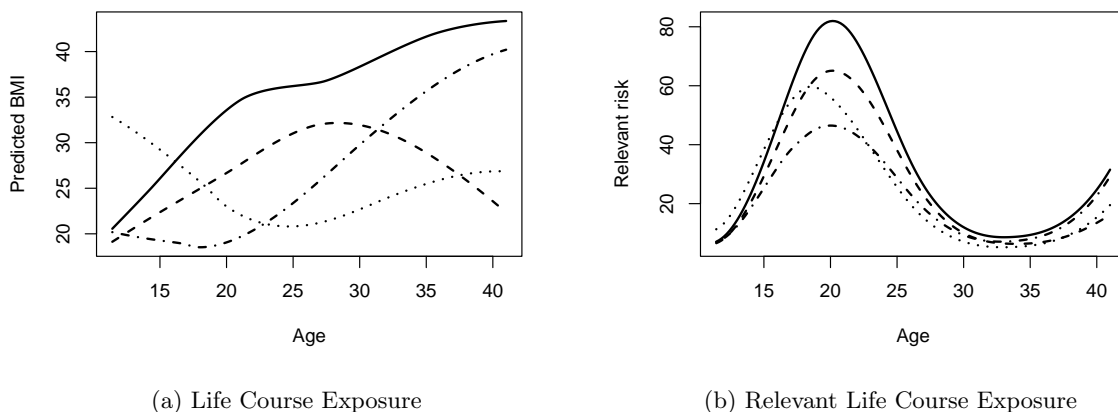 Predicted BMI
40
35
30
25
20
15 20 25 30 35 40
Age
(a) Life Course Exposure
Relevant risk
80
60
40
20
15 20 25 30 35 40
Age
(b) Relevant Life Course Exposure